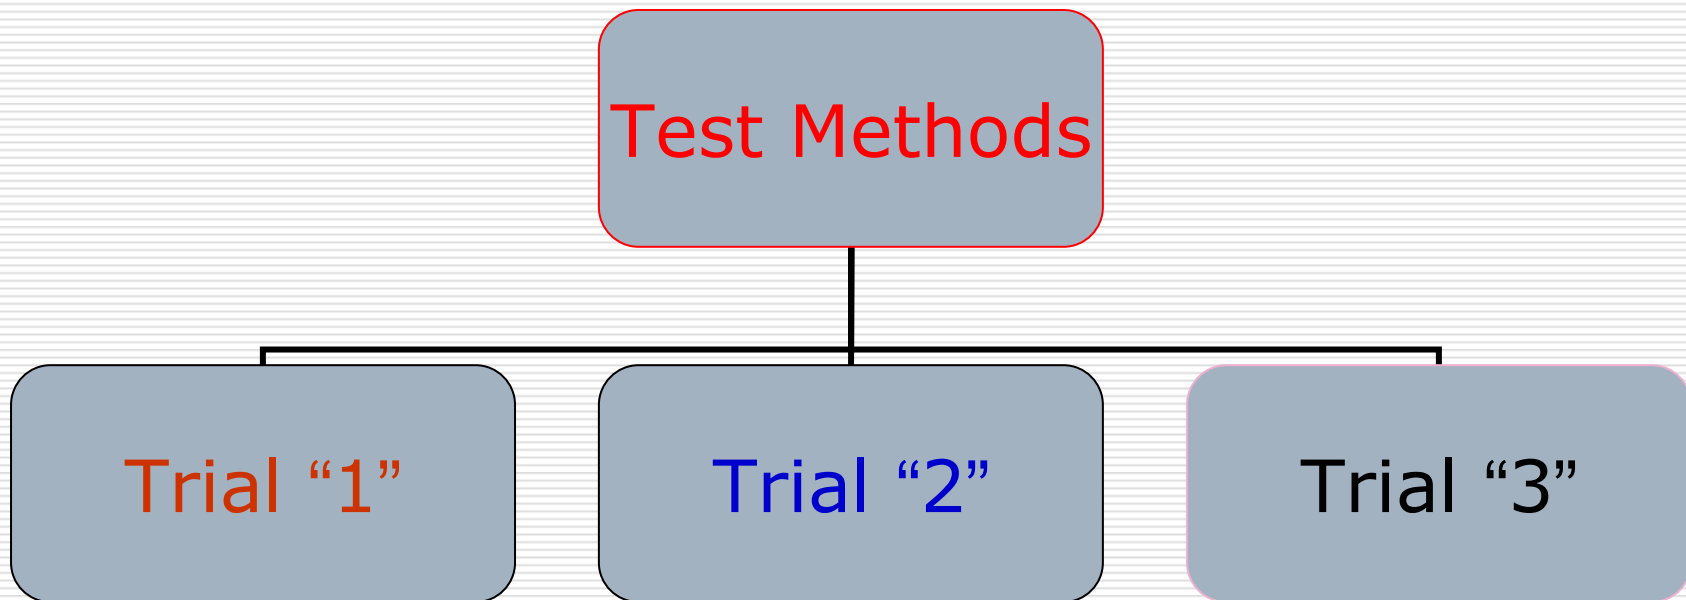 Test Methods
Trial “1”
Trial “2”
Trial “3”